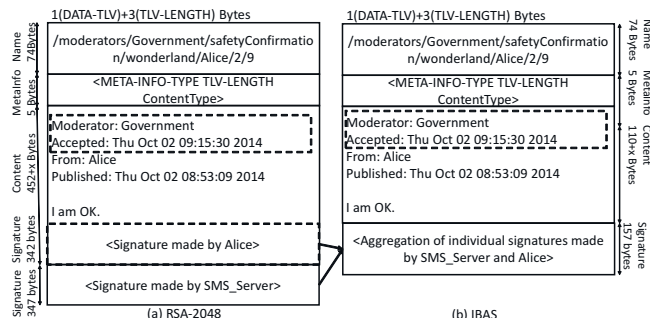 1(DATA-TLV)+3(TLV-LENGTH) Bytes
Name
74Bytes
/moderators/Government/safetyConfirmatio
n/wonderland/Alice/2/9
MetaInfo
5 Bytes
<META-INFO-TYPE TLV-LENGTH
ContentType>
Content
452+x Bytes
Moderator: Government
Accepted: Thu Oct 02 09:15:30 2014
From: Alice
Published: Thu Oct 02 08:53:09 2014
I am OK.
Signature
342 bytes
<Signature made by Alice>
Signature
347 bytes
<Signature made by SMS_Server>
(a) RSA-2048
1(DATA-TLV)+3(TLV-LENGTH) Bytes
/moderators/Government/safetyConfirmatio
n/wonderland/Alice/2/9
Name
74 Bytes
<META-INFO-TYPE TLV-LENGTH
ContentType>
MetaInfo
5 Bytes
Moderator: Government
Accepted: Thu Oct 02 09:15:30 2014
From: Alice
Published: Thu Oct 02 08:53:09 2014
I am OK.
Content
110+x Bytes
<Aggregation of individual signatures made
by SMS_Server and Alice>
Signature
157 bytes
(b) IBAS